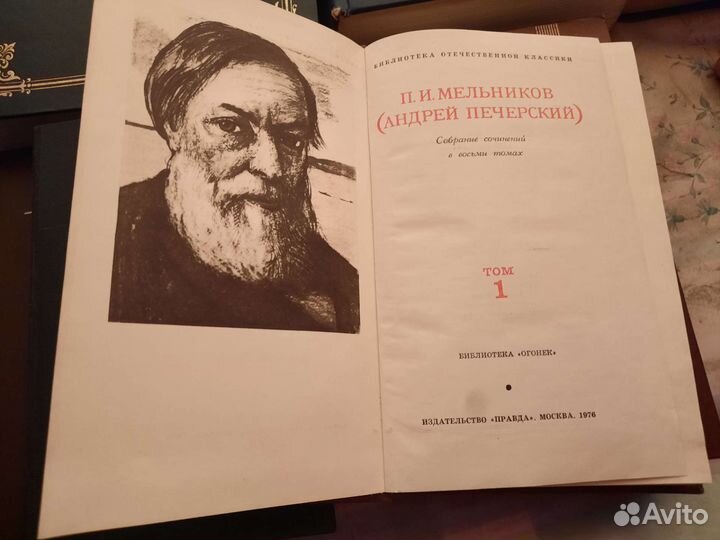 БИБЛИОТЕКА ОТЕЧЕСТВЕННОЙ КЛАССИКИ
П. И. МЕЛЬНИКОВ
(АНДРЕЙ ПЕЧЕРСКИЙ)
Собрание сочинений
в восьми томах
ТОМ
1
БИБЛИОТЕКА «ОГОНЕК»
ИЗДАТЕЛЬСТВО «ПРАВДА». МОСКВА. 1976
Avito